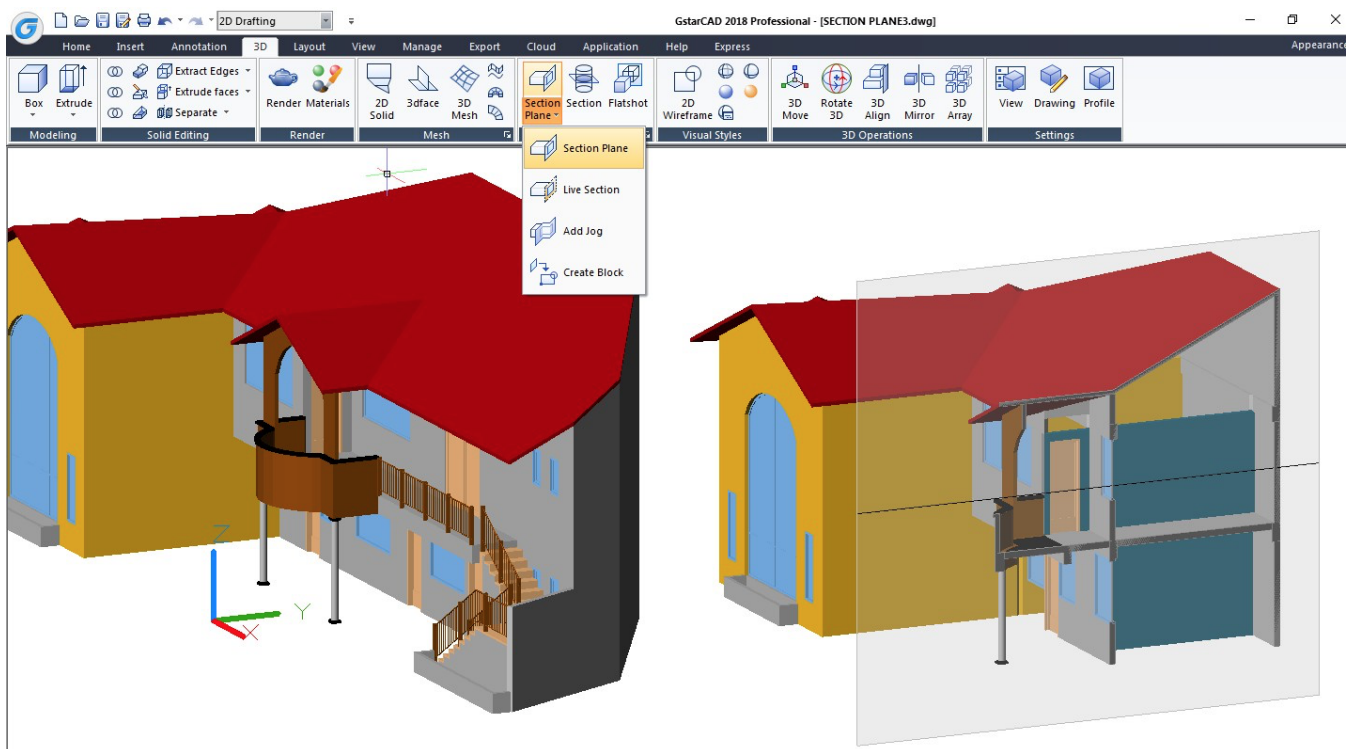 2D Drafting
GstarCAD 2018 Professional - [SECTION PLANE3.dwg]
Home Insert Annotation 3D Layout View Manage Export Cloud Application Help Express Appearance
Box
Extrude
Modeling
Extract Edges
Extrude faces
Separate
Solid Editing
Render Materials
Render
2D
Solid
3dface
3D
Mesh
Mesh
Section
Plane
Section
Flatshot
2D
Wireframe
Visual Styles
3D
Move
Rotate
3D
3D
Align
3D
Mirror
3D
Array
3D Operations
View
Drawing
Profile
Settings
Section Plane
Live Section
Add Jog
Create Block
Z
Y
X